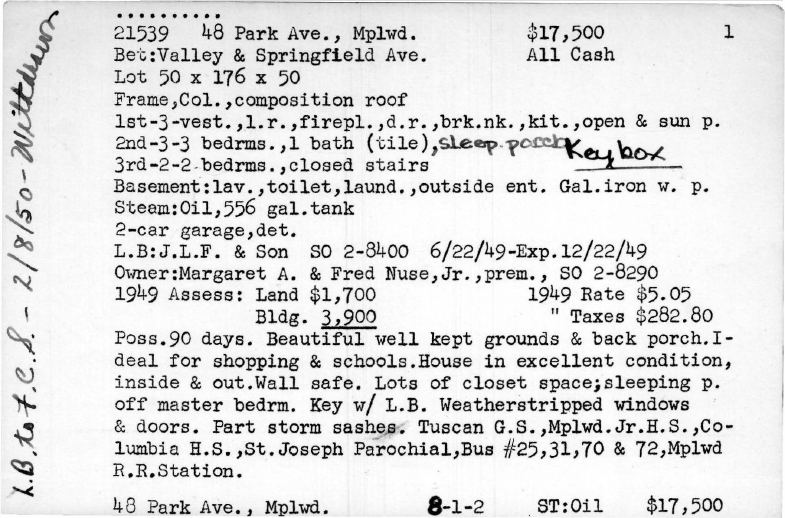 21539 48 Park Ave., Mplwd. $17,500 1
Bet:Valley & Springfield Ave. All Cash
Lot 50 x 176 x 50
Frame,Col.,composition roof
1st-3-vest.,l.r.,firepl.,d.r.,brk.nk.,kit.,open & sun p.
2nd-3-3 bedrms.,1 bath (tile),sleep. porch Key box
3rd-2-2-bedrms.,closed stairs
Basement:lav.,toilet,laund.,outside ent. Gal.iron w. p.
Steam:Oil,556 gal.tank
2-car garage,det.
L.B:J.L.F. & Son SO 2-8400 6/22/49-Exp.12/22/49
Owner:Margaret A. & Fred Nuse,Jr.,prem., SO 2-8290
1949 Assess: Land $1,700 1949 Rate $5.05
Bldg. 3,900 " Taxes $282.80
Poss.90 days. Beautiful well kept grounds & back porch.I-
deal for shopping & schools.House in excellent condition,
inside & out.Wall safe. Lots of closet space;sleeping p.
off master bedrm. Key w/ L.B. Weatherstripped windows
& doors. Part storm sashes. Tuscan G.S.,Mplwd.Jr.H.S.,Co-
lumbia H.S.,St.Joseph Parochial,Bus #25,31,70 & 72,Mplwd
R.R.Station.
48 Park Ave., Mplwd. 8-1-2 ST:Oil $17,500
L.B. to F.C.S. - 2/8/50 - Withdrawn